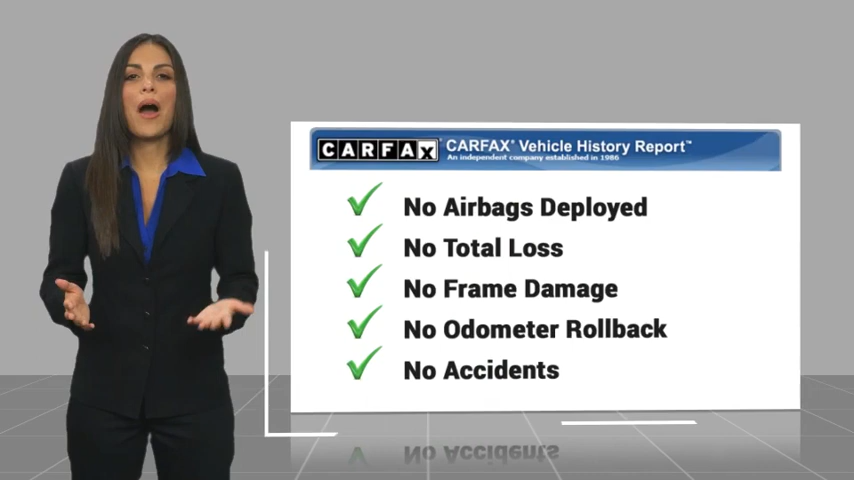 CARFAX CARFAX® Vehicle History Report™
An independent company established in 1986
No Airbags Deployed
No Total Loss
No Frame Damage
No Odometer Rollback
No Accidents
No Accidents